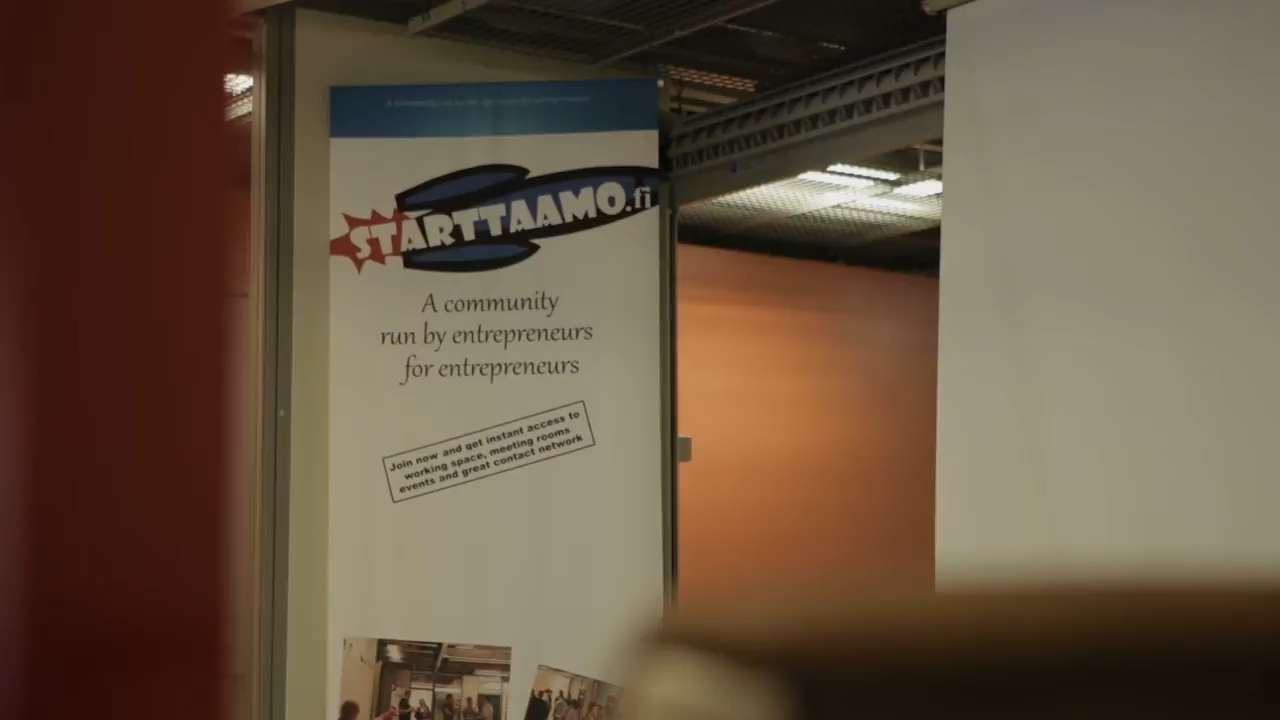 STARTTAAMO.fi
A community
run by entrepreneurs
for entrepreneurs
Join now and get instant access to
working space, meeting rooms
events and great contact network